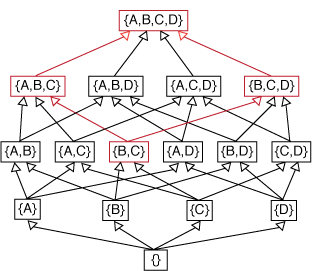 {A,B,C,D}
{A,B,C} {A,B,D} {A,C,D} {B,C,D}
{A,B} {A,C} {B,C} {A,D} {B,D} {C,D}
{A} {B} {C} {D}
{}